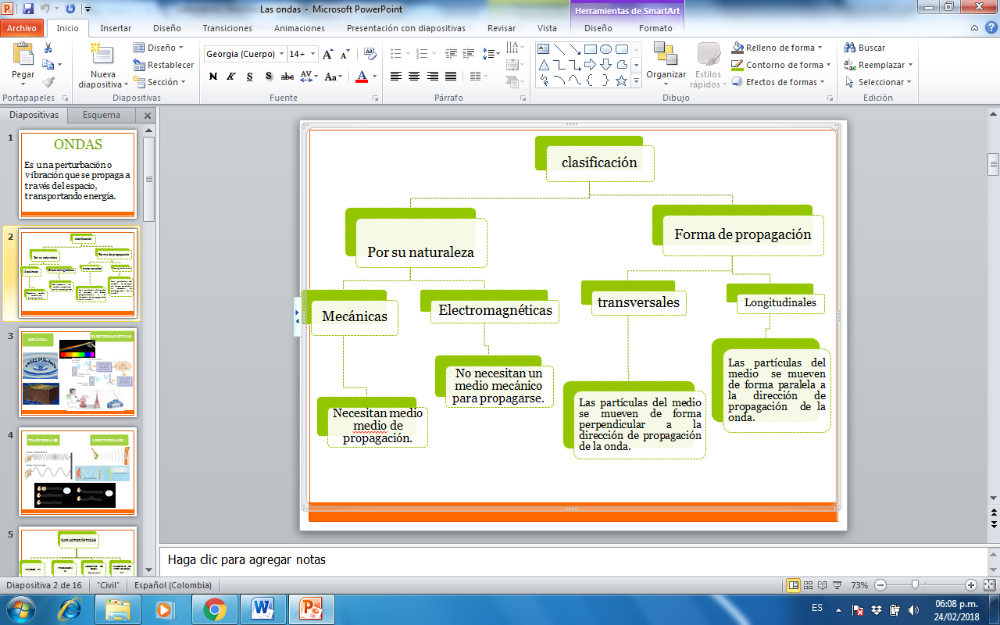 Las ondas - Microsoft PowerPoint
Herramientas de SmartArt
Archivo Inicio Insertar Diseño Transiciones Animaciones Presentación con diapositivas Revisar Vista Diseño Formato
Pegar
Portapapeles
Nueva diapositiva
Diseño
Restablecer
Sección
Diapositivas
Georgia (Cuerpo) 14+
N K S S abc AV Aa A
Fuente
Párrafo
Organizar
Estilos rápidos
Relleno de forma
Contorno de forma
Efectos de formas
Dibujo
Buscar
Reemplazar
Seleccionar
Edición
Diapositivas Esquema
1
ONDAS
Es una perturbación o
vibración que se propaga a
través del espacio,
transportando energía.
2
3
4
5
clasificación
Por su naturaleza
Forma de propagación
Mecánicas
Electromagnéticas
transversales
Longitudinales
Necesitan medio
medio de
propagación.
No necesitan un
medio mecánico
para propagarse.
Las partículas del medio
se mueven de forma
perpendicular a la
dirección de propagación
de la onda.
Las partículas del
medio se mueven
de forma paralela a
la dirección de
propagación de la
onda.
Haga clic para agregar notas
Diapositiva 2 de 16 "Civil" Español (Colombia) 73%
ES 06:08 p.m.
24/02/2018